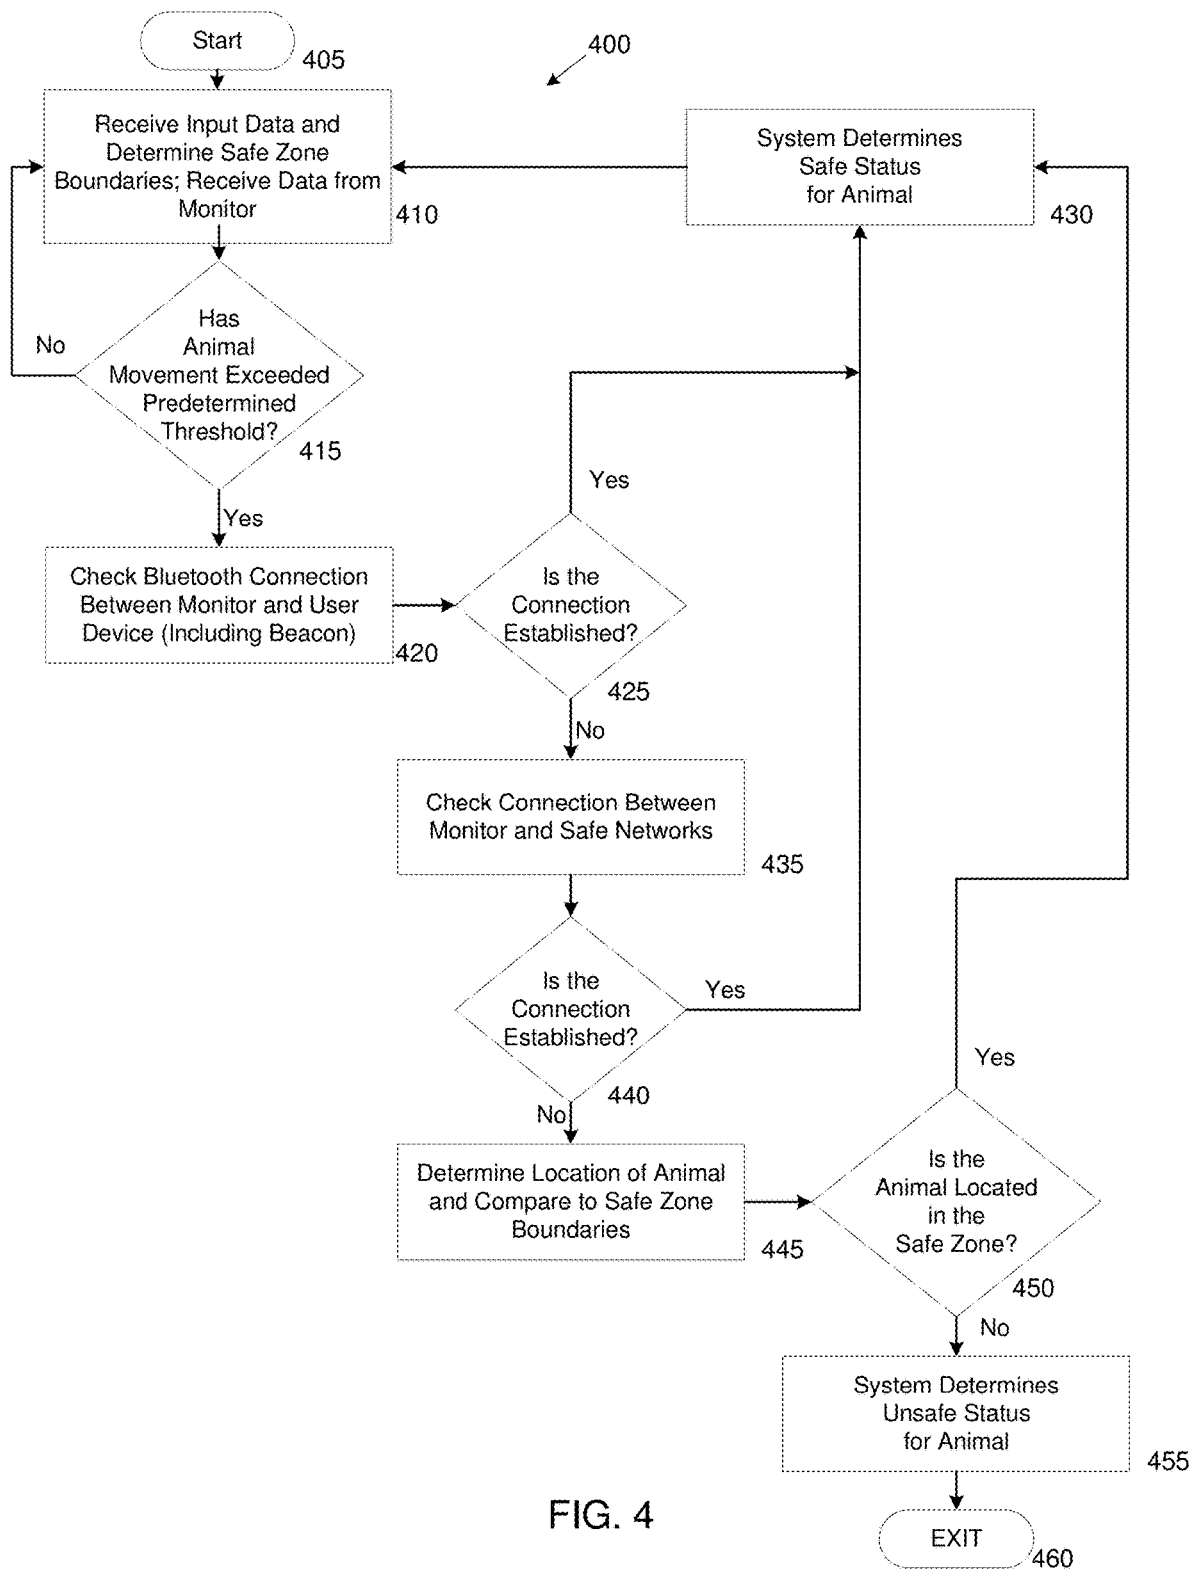 Start
405
400
Receive Input Data and
Determine Safe Zone
Boundaries; Receive Data from
Monitor
410
System Determines
Safe Status
for Animal
430
No
Has
Animal
Movement Exceeded
Predetermined
Threshold?
415
Yes
Check Bluetooth Connection
Between Monitor and User
Device (Including Beacon)
420
Yes
Is the
Connection
Established?
425
No
Check Connection Between
Monitor and Safe Networks
435
Is the
Connection
Established?
Yes
440
No
Determine Location of Animal
and Compare to Safe Zone
Boundaries
445
Yes
Is the
Animal Located
in the
Safe Zone?
450
No
System Determines
Unsafe Status
for Animal
455
EXIT
460
FIG. 4